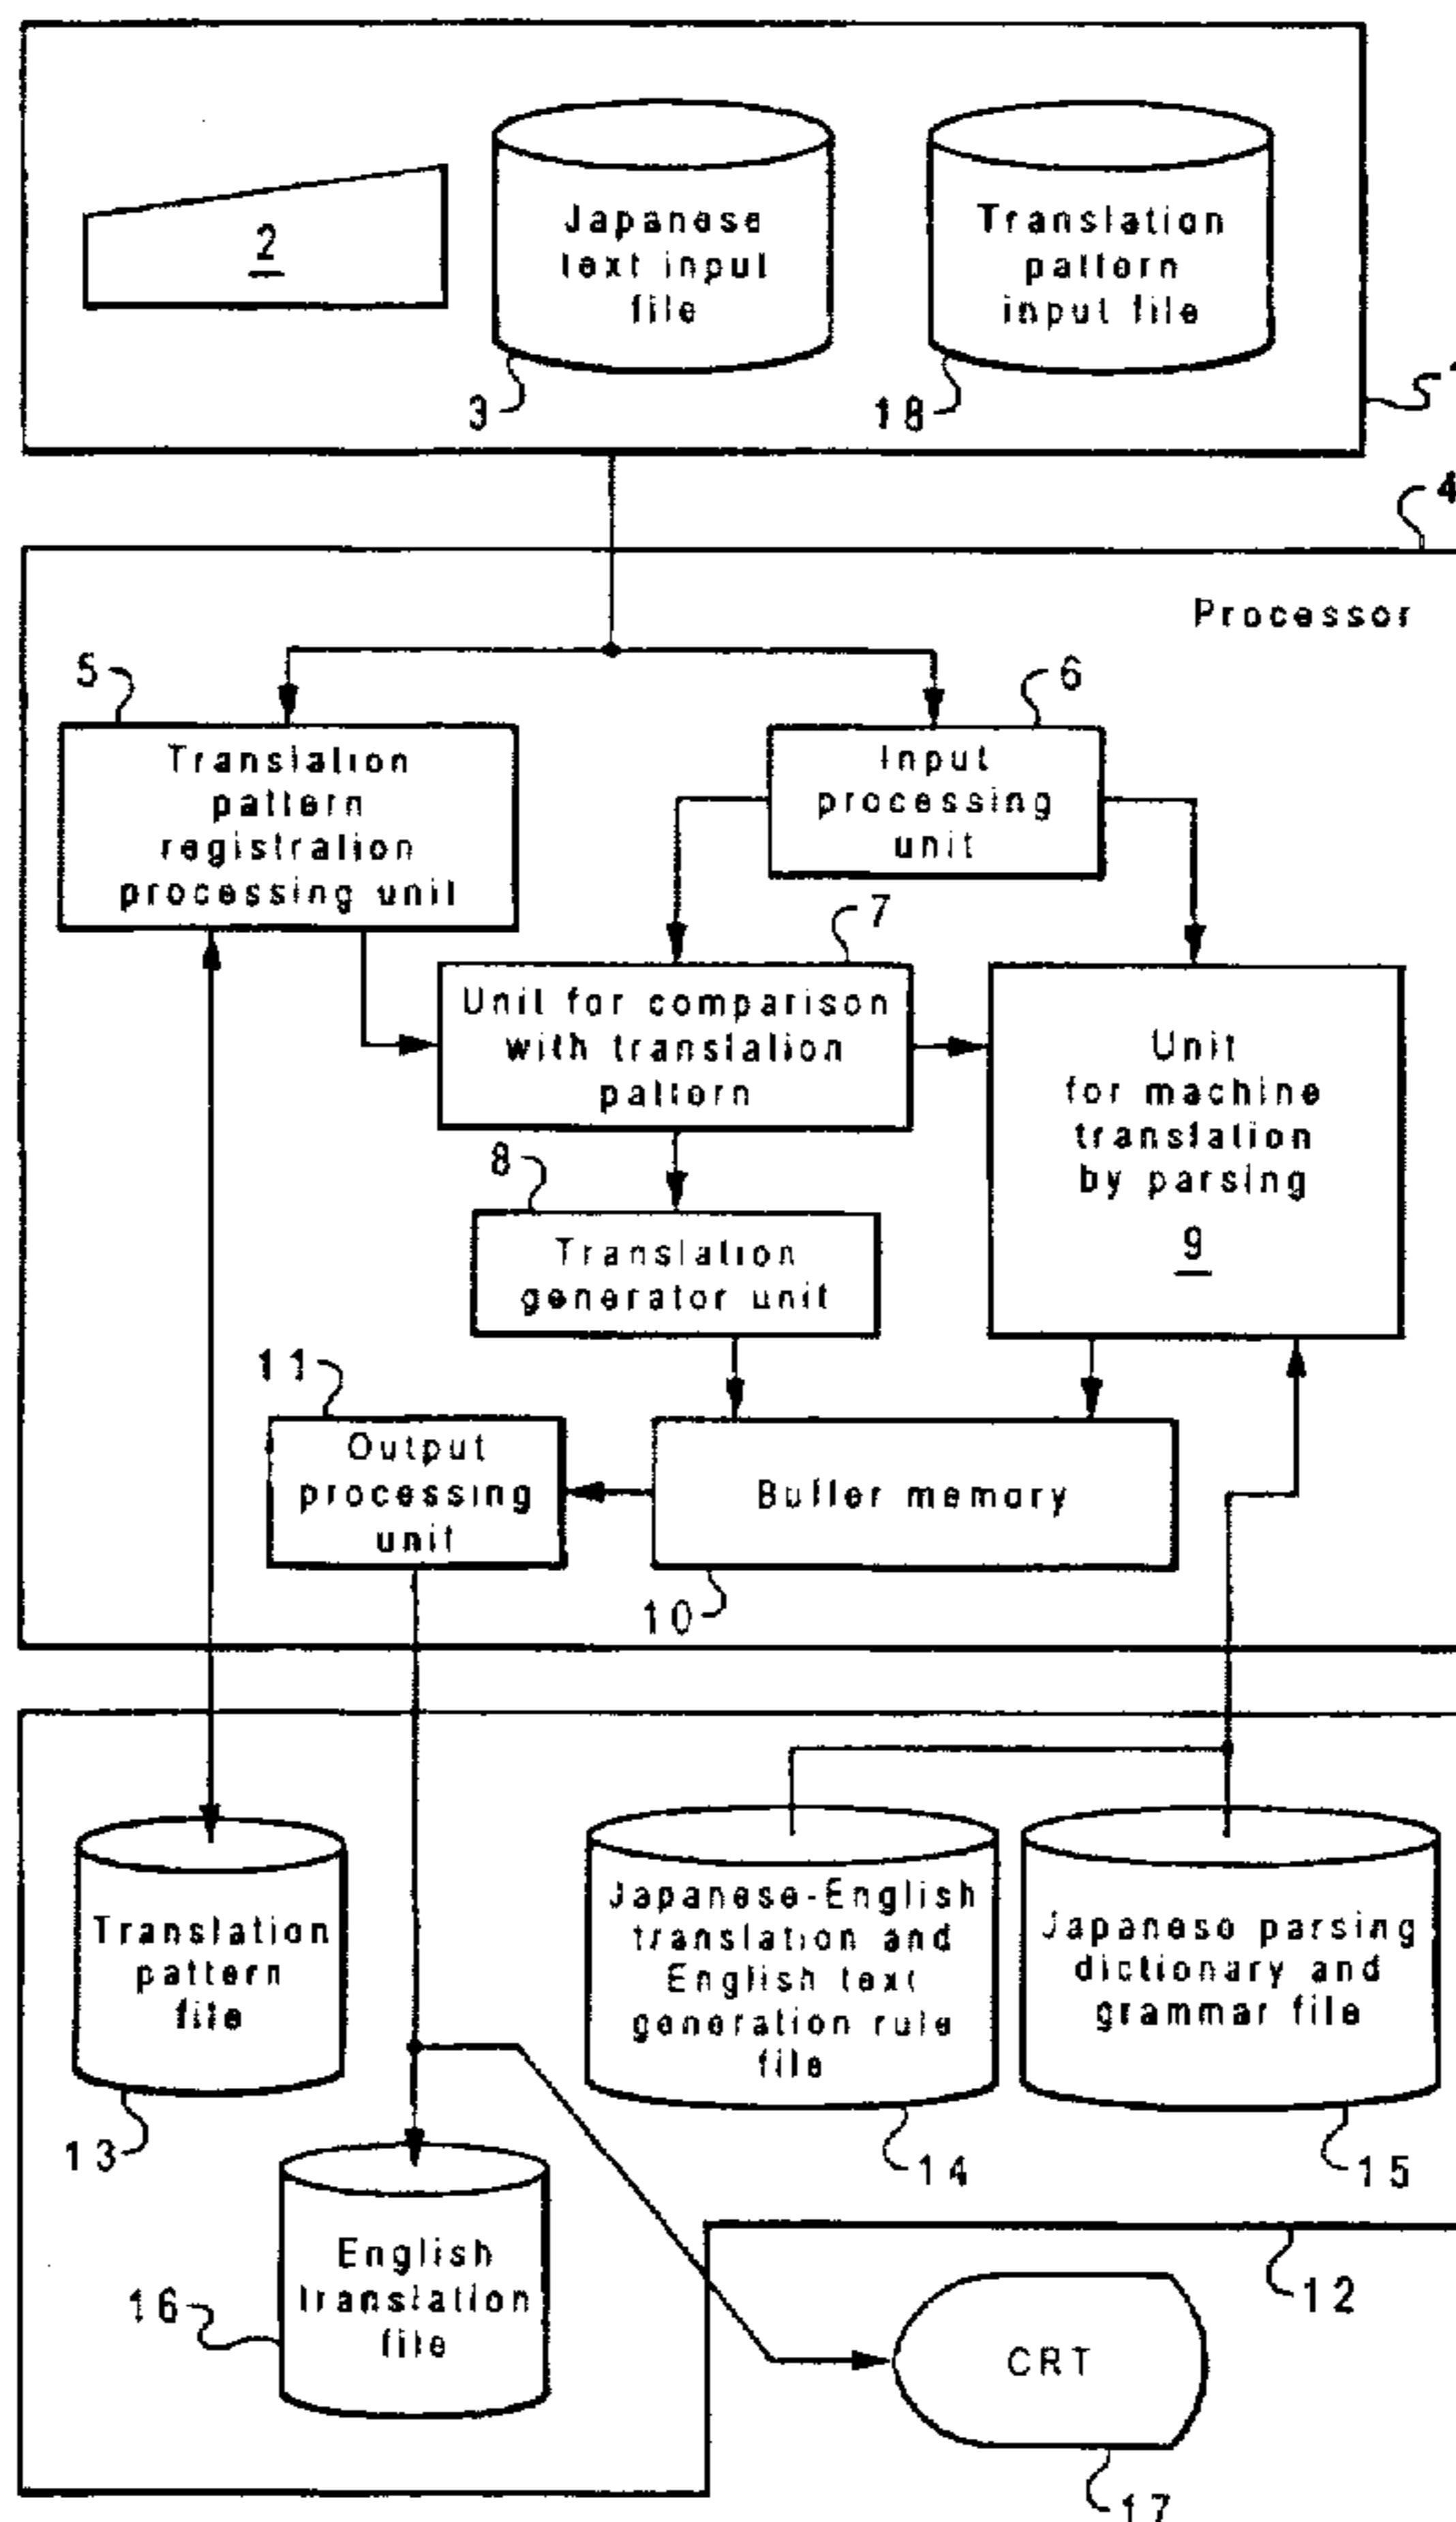 2
Japanese
text input
file
Translation
pattern
input file
3
18
1
4
Processor
5
6
Translation
pattern
registration
processing unit
Input
processing
unit
7
Unit for comparison
with translation
pattern
Unit
for machine
translation
by parsing
9
8
Translation
generator unit
11
Output
processing
unit
Buffer memory
10
Translation
pattern
file
Japanese-English
translation and
English text
generation rule
file
Japanese parsing
dictionary and
grammar file
13
14
15
English
translation
file
16
12
CRT
17